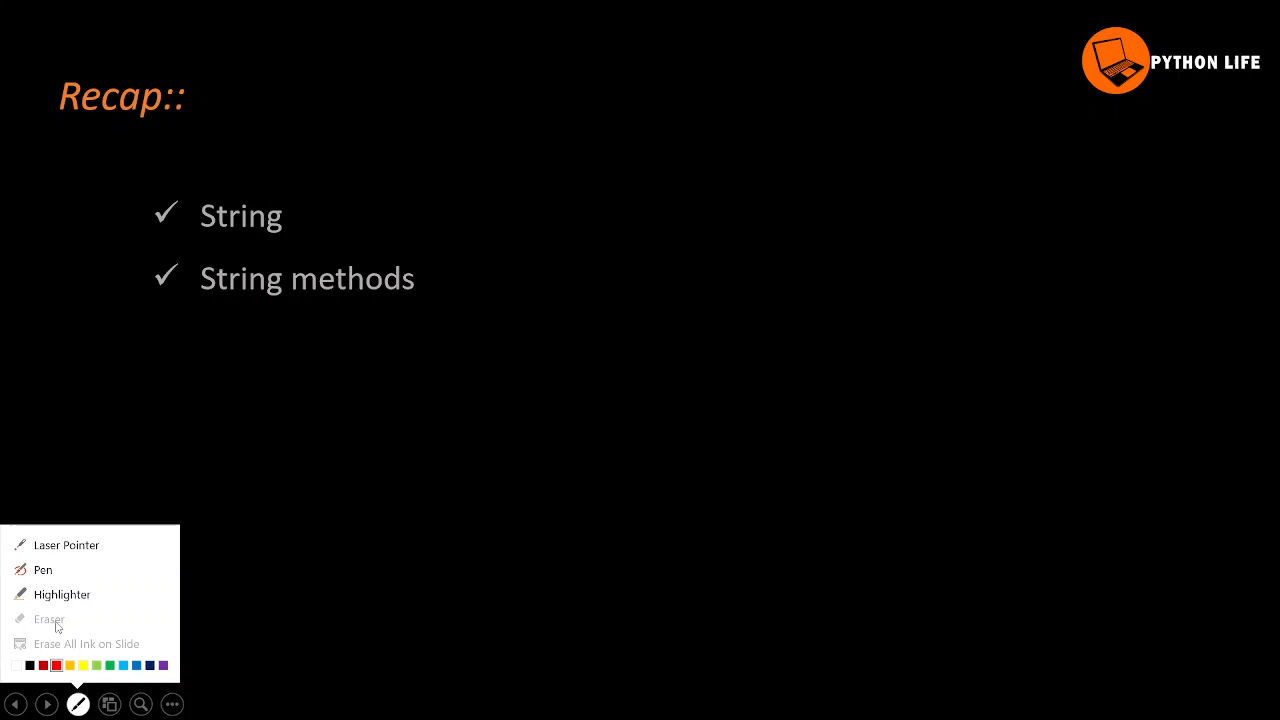 PYTHON LIFE
Recap::
✓ String
✓ String methods
Laser Pointer
Pen
Highlighter
Eraser
Erase All Ink on Slide